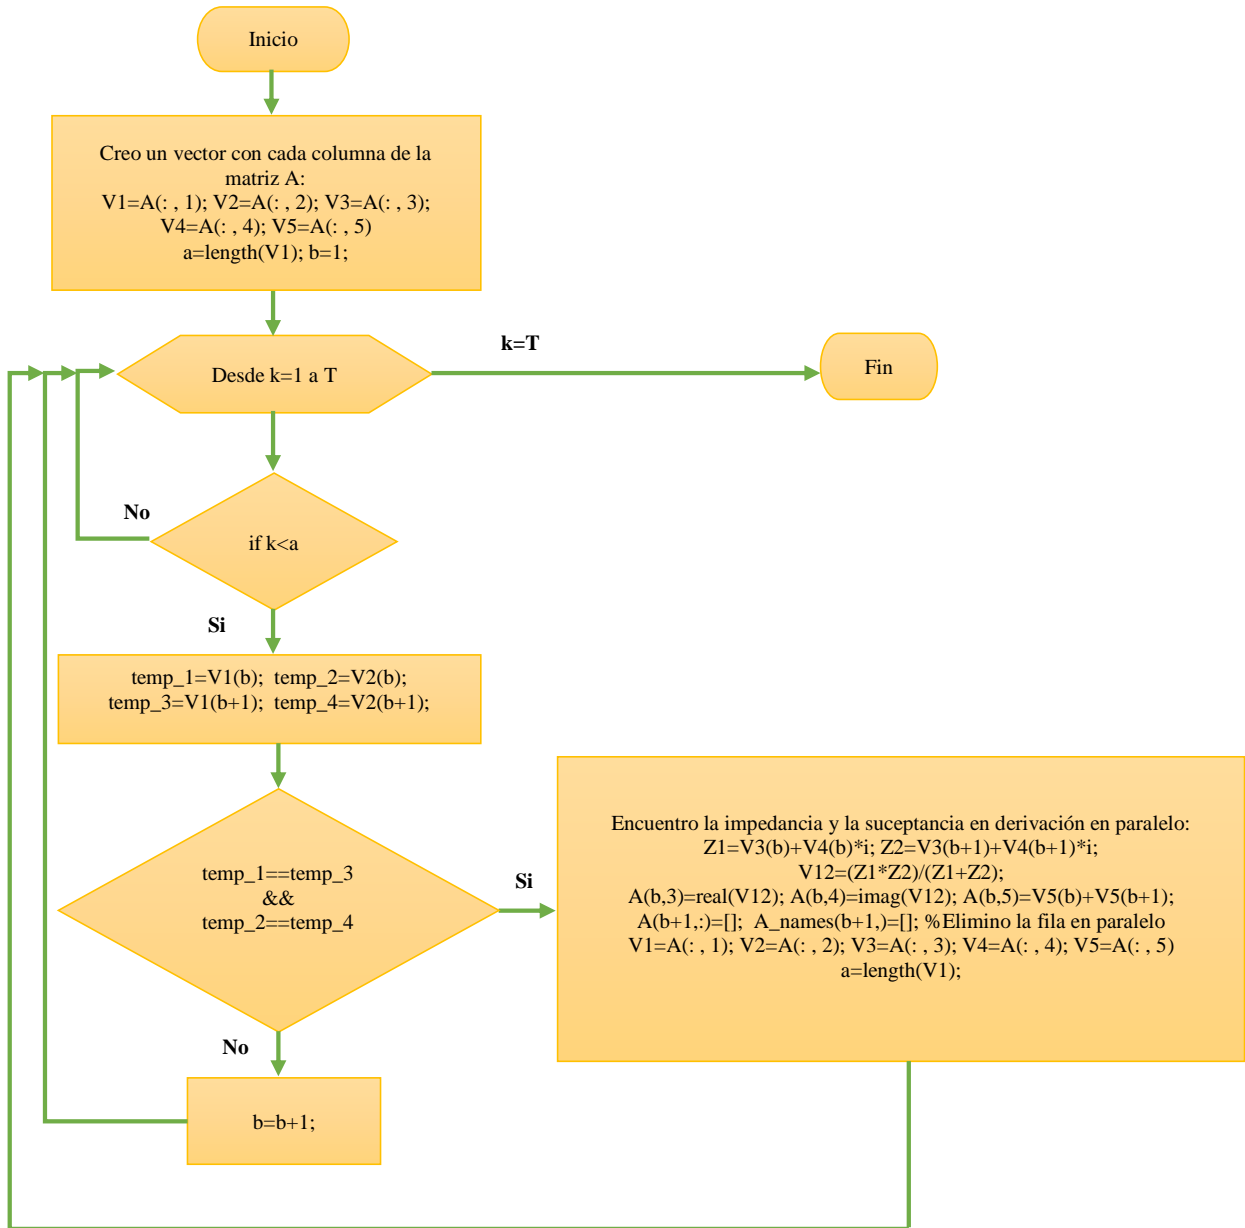 Inicio
Creo un vector con cada columna de la
matriz A:
V1=A(: , 1); V2=A(: , 2); V3=A(: , 3);
V4=A(: , 4); V5=A(: , 5)
a=length(V1); b=1;
k=T
Desde k=1 a T
Fin
No
if k<a
Si
temp_1=V1(b);  temp_2=V2(b);
temp_3=V1(b+1);  temp_4=V2(b+1);
temp_1==temp_3
&&
temp_2==temp_4
Si
Encuentro la impedancia y la suceptancia en derivación en paralelo:
Z1=V3(b)+V4(b)*i; Z2=V3(b+1)+V4(b+1)*i;
V12=(Z1*Z2)/(Z1+Z2);
A(b,3)=real(V12); A(b,4)=imag(V12); A(b,5)=V5(b)+V5(b+1);
A(b+1,:)=[];  A_names(b+1,)=[]; %Elimino la fila en paralelo
V1=A(: , 1); V2=A(: , 2); V3=A(: , 3); V4=A(: , 4); V5=A(: , 5)
a=length(V1);
No
b=b+1;